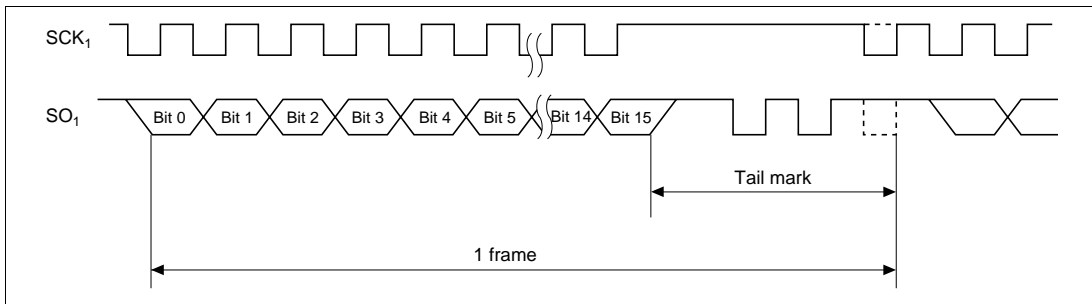 SCK₁
SO₁
Bit 0 Bit 1 Bit 2 Bit 3 Bit 4 Bit 5 Bit 14 Bit 15
Tail mark
1 frame